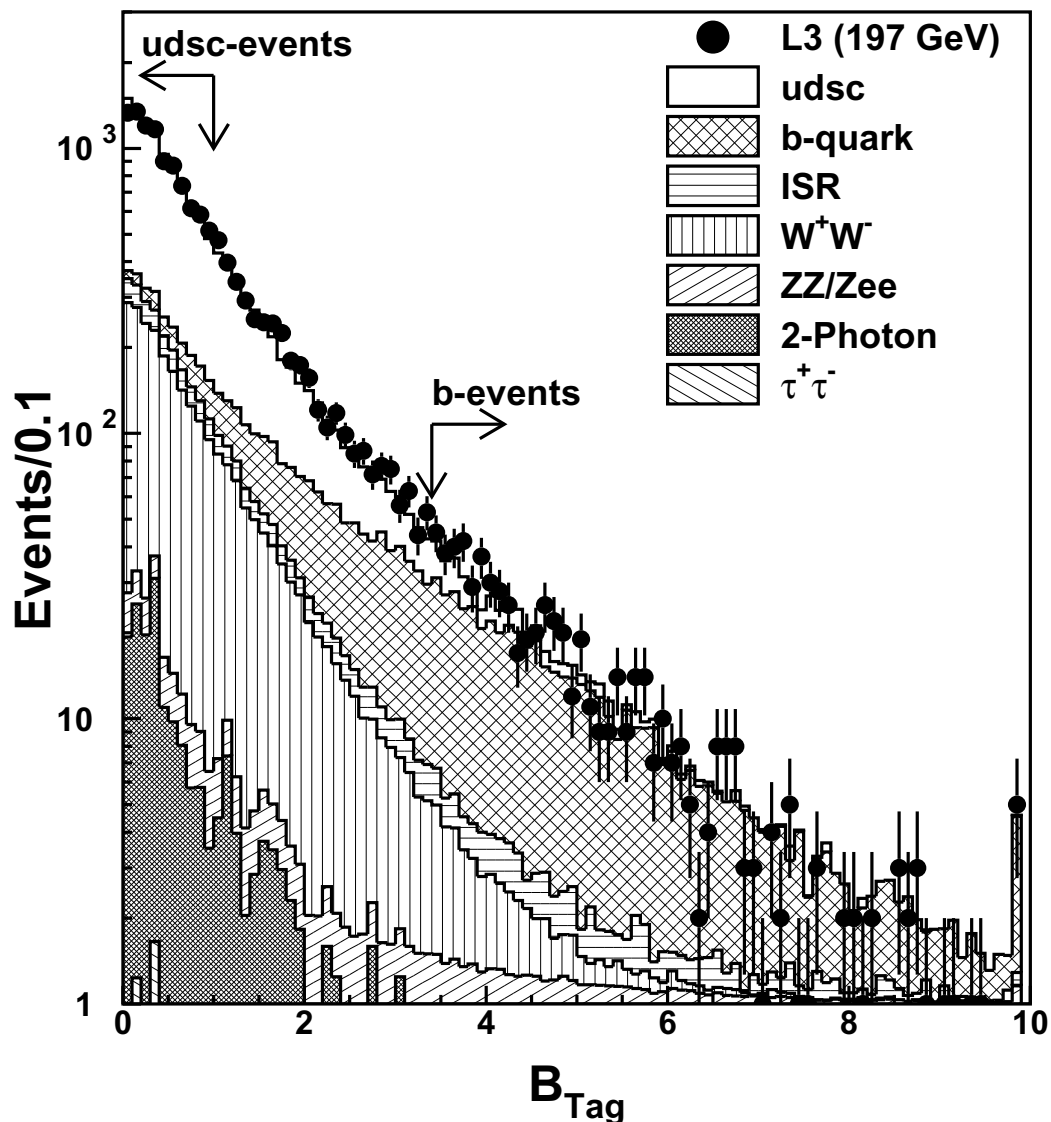 udsc-events
b-events
L3 (197 GeV)
udsc
b-quark
ISR
W⁺W⁻
ZZ/Zee
2-Photon
τ⁺τ⁻
Events/0.1
10³
10²
10
1
0 2 4 6 8 10
B_Tag